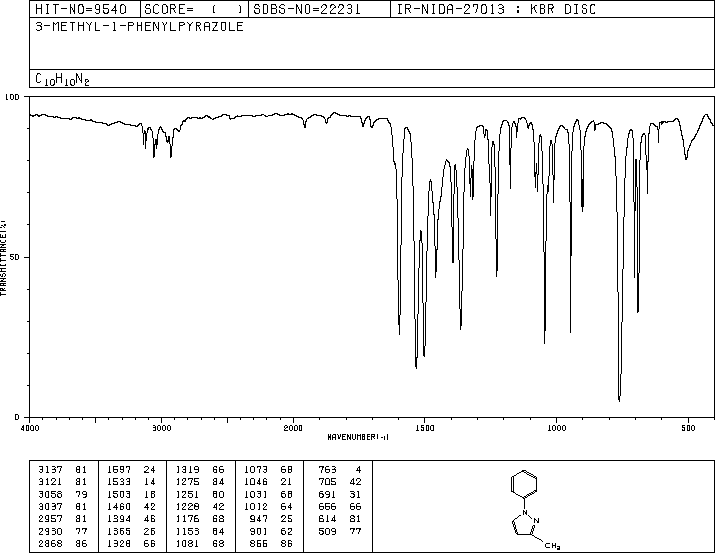 HIT-NO=9540 SCORE= ( ) SDBS-NO=22231 IR-NIDA-27013 : KBR DISC
3-METHYL-1-PHENYLPYRAZOLE
C10H10N2
100
TRANSMITTANCE(%)
50
0
4000 3000 2000 1500 1000 500
WAVENUMBER(-1)
3137 81 1597 24 1319 66 1073 68 763 4
3121 81 1533 14 1275 84 1046 21 705 42
3058 79 1503 18 1251 60 1031 68 691 31
3037 81 1460 42 1228 42 1012 64 656 66
2957 81 1394 46 1176 68 947 25 614 81
2930 77 1365 26 1153 84 901 62 509 77
2868 86 1328 66 1081 68 856 86
N
N
CH3